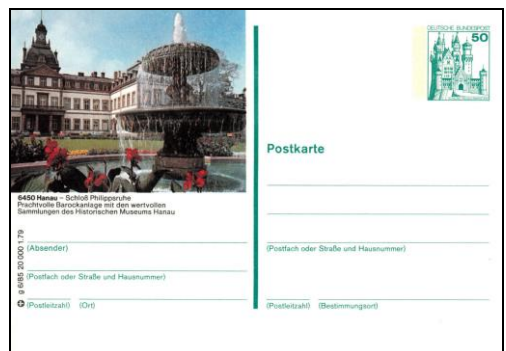 DEUTSCHE BUNDESPOST
50
Postkarte
6450 Hanau – Schloß Philippsruhe
Prachtvolle Barockanlage mit den wertvollen
Sammlungen des Historischen Museums Hanau
g 6/85 20 000 1.79
(Absender)
(Postfach oder Straße und Hausnummer)
(Postfach oder Straße und Hausnummer)
(Postleitzahl) (Ort)
(Postleitzahl) (Bestimmungsort)